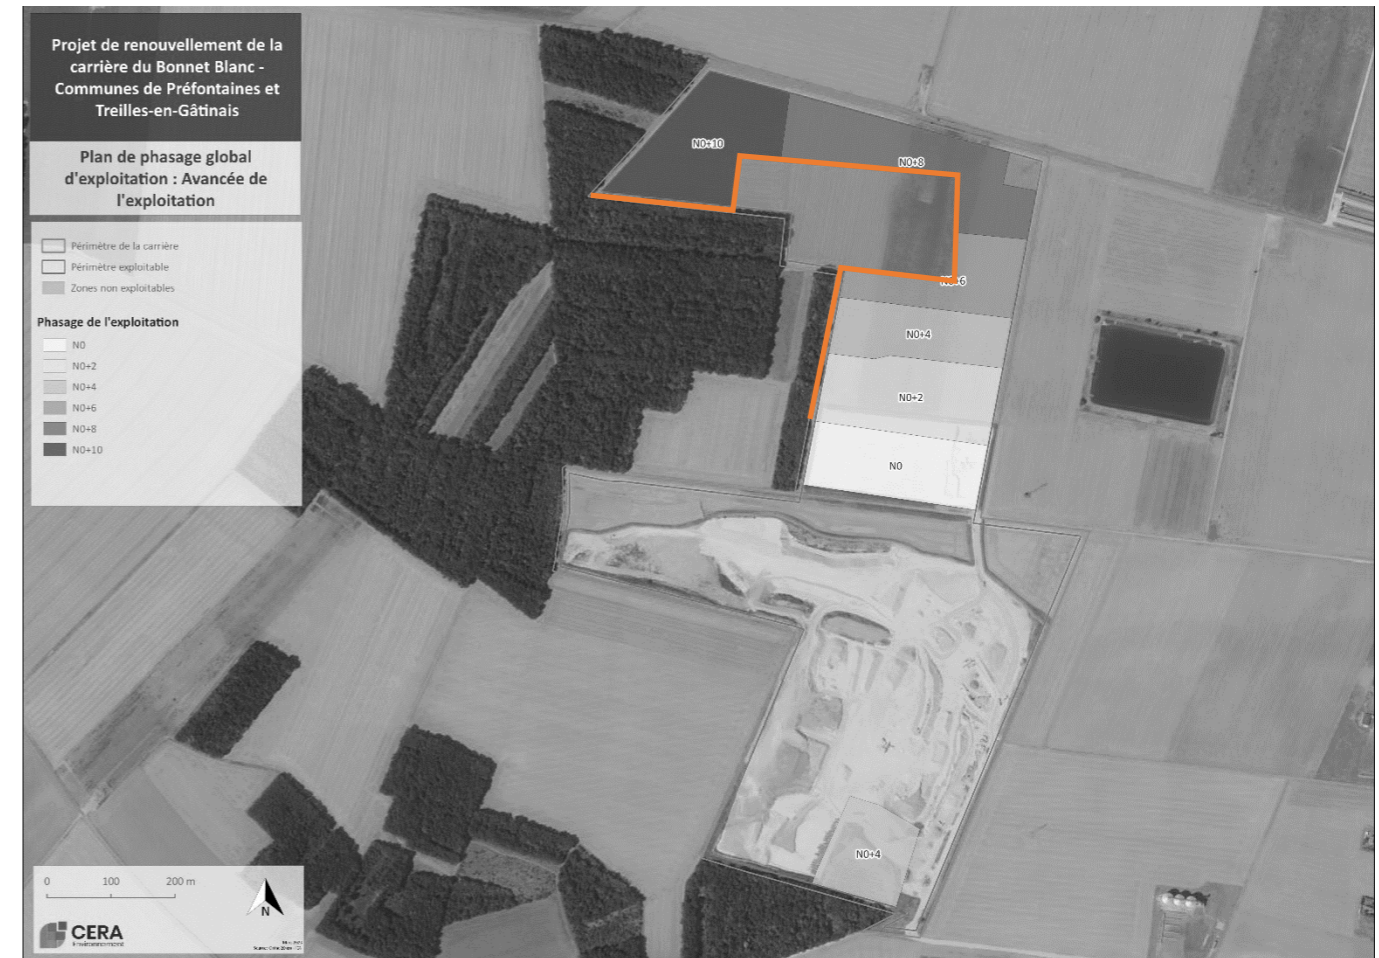 Projet de renouvellement de la
carrière du Bonnet Blanc -
Communes de Préfontaines et
Treilles-en-Gâtinais
Plan de phasage global
d'exploitation : Avancée de
l'exploitation
Périmètre de la carrière
Périmètre exploitable
Zones non exploitables
Phasage de l'exploitation
N0
N0+2
N0+4
N0+6
N0+8
N0+10
N0+10
N0+8
N0+6
N0+4
N0+2
N0
N0+4
0 100 200 m
N
CERA
Environnement